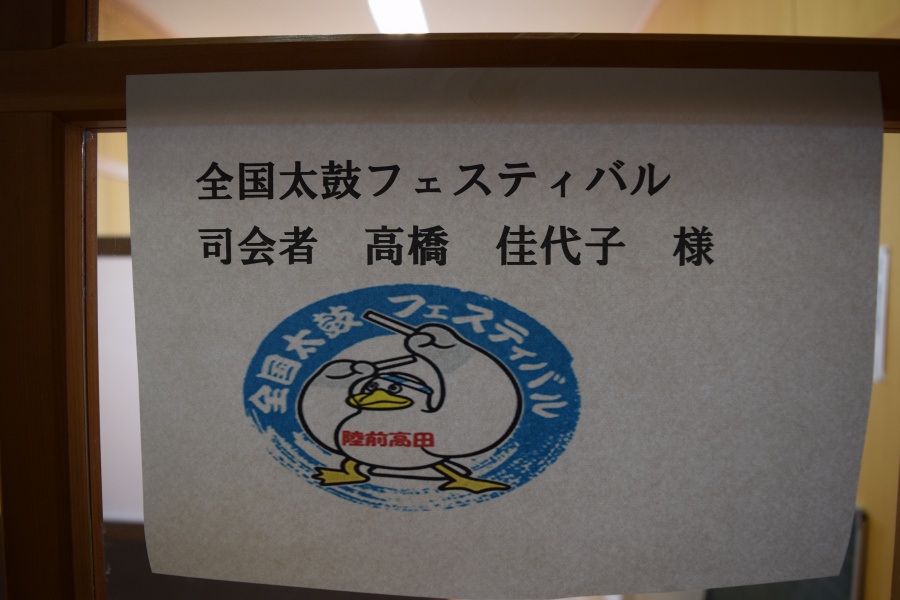 全国太鼓フェスティバル
司会者　高橋　佳代子　様
全国太鼓 フェスティバル
陸前高田